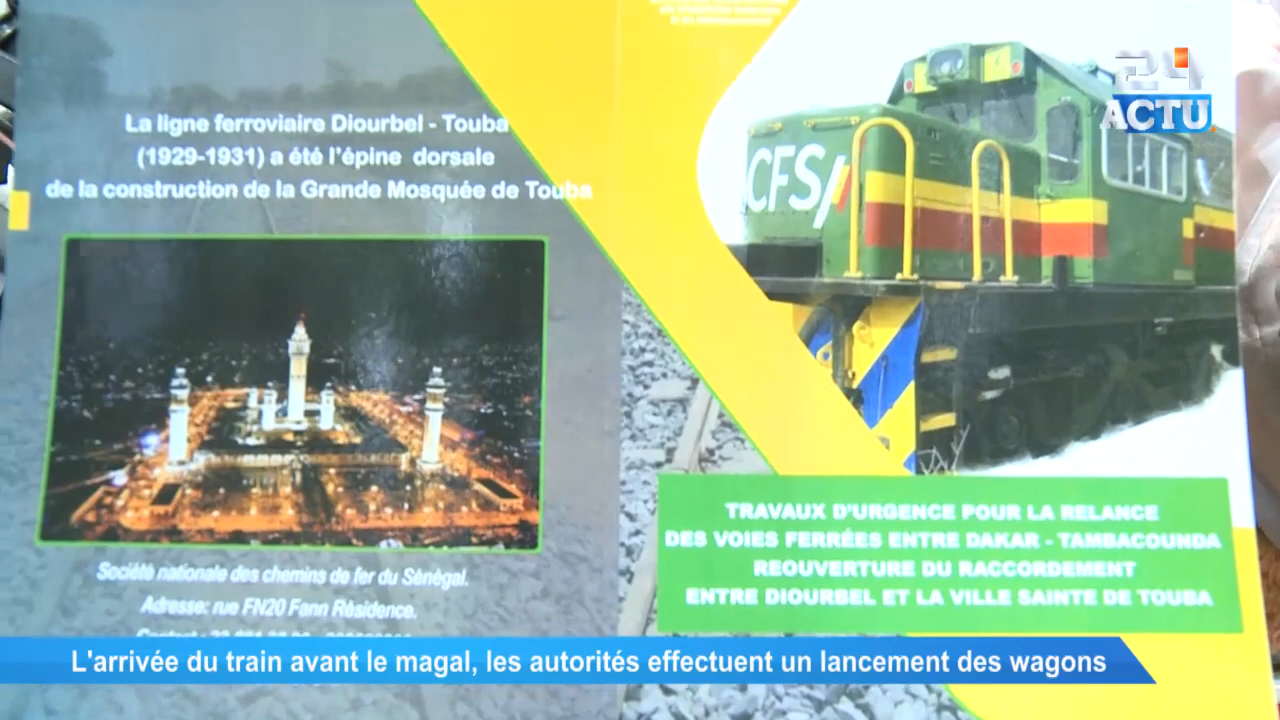 La ligne ferroviaire Diourbel - Touba
(1929-1931) a été l'épine dorsale
de la construction de la Grande Mosquée de Touba
Société nationale des chemins de fer du Sénégal.
Adresse: rue FN20 Fann Résidence.
CFS
24
ACTU
TRAVAUX D'URGENCE POUR LA RELANCE
DES VOIES FERRÉES ENTRE DAKAR - TAMBACOUNDA
REOUVERTURE DU RACCORDEMENT
ENTRE DIOURBEL ET LA VILLE SAINTE DE TOUBA
L'arrivée du train avant le magal, les autorités effectuent un lancement des wagons